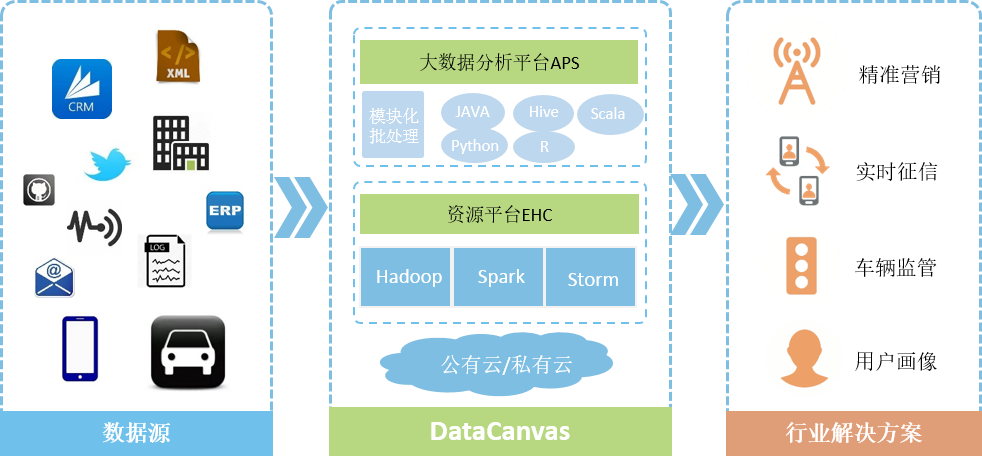 XML
CRM
ERP
LOG
@
数据源
大数据分析平台APS
模块化
批处理
JAVA
Hive
Scala
Python
R
资源平台EHC
Hadoop
Spark
Storm
公有云/私有云
DataCanvas
精准营销
实时征信
车辆监管
用户画像
行业解决方案